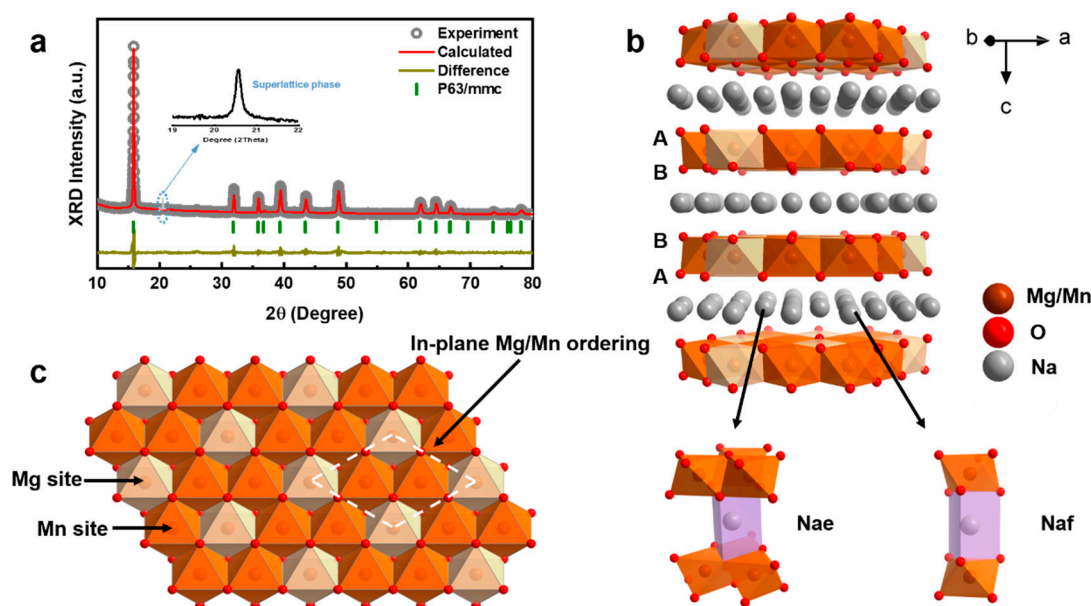 a
XRD Intensity (a.u.)
Experiment
Calculated
Difference
P63/mmc
Superlattice phase
19 20 21 22
Degree (2Theta)
10 20 30 40 50 60 70 80
2θ (Degree)
b
b a
c
A
B
B
A
Mg/Mn
O
Na
Nae
Naf
c
In-plane Mg/Mn ordering
Mg site
Mn site